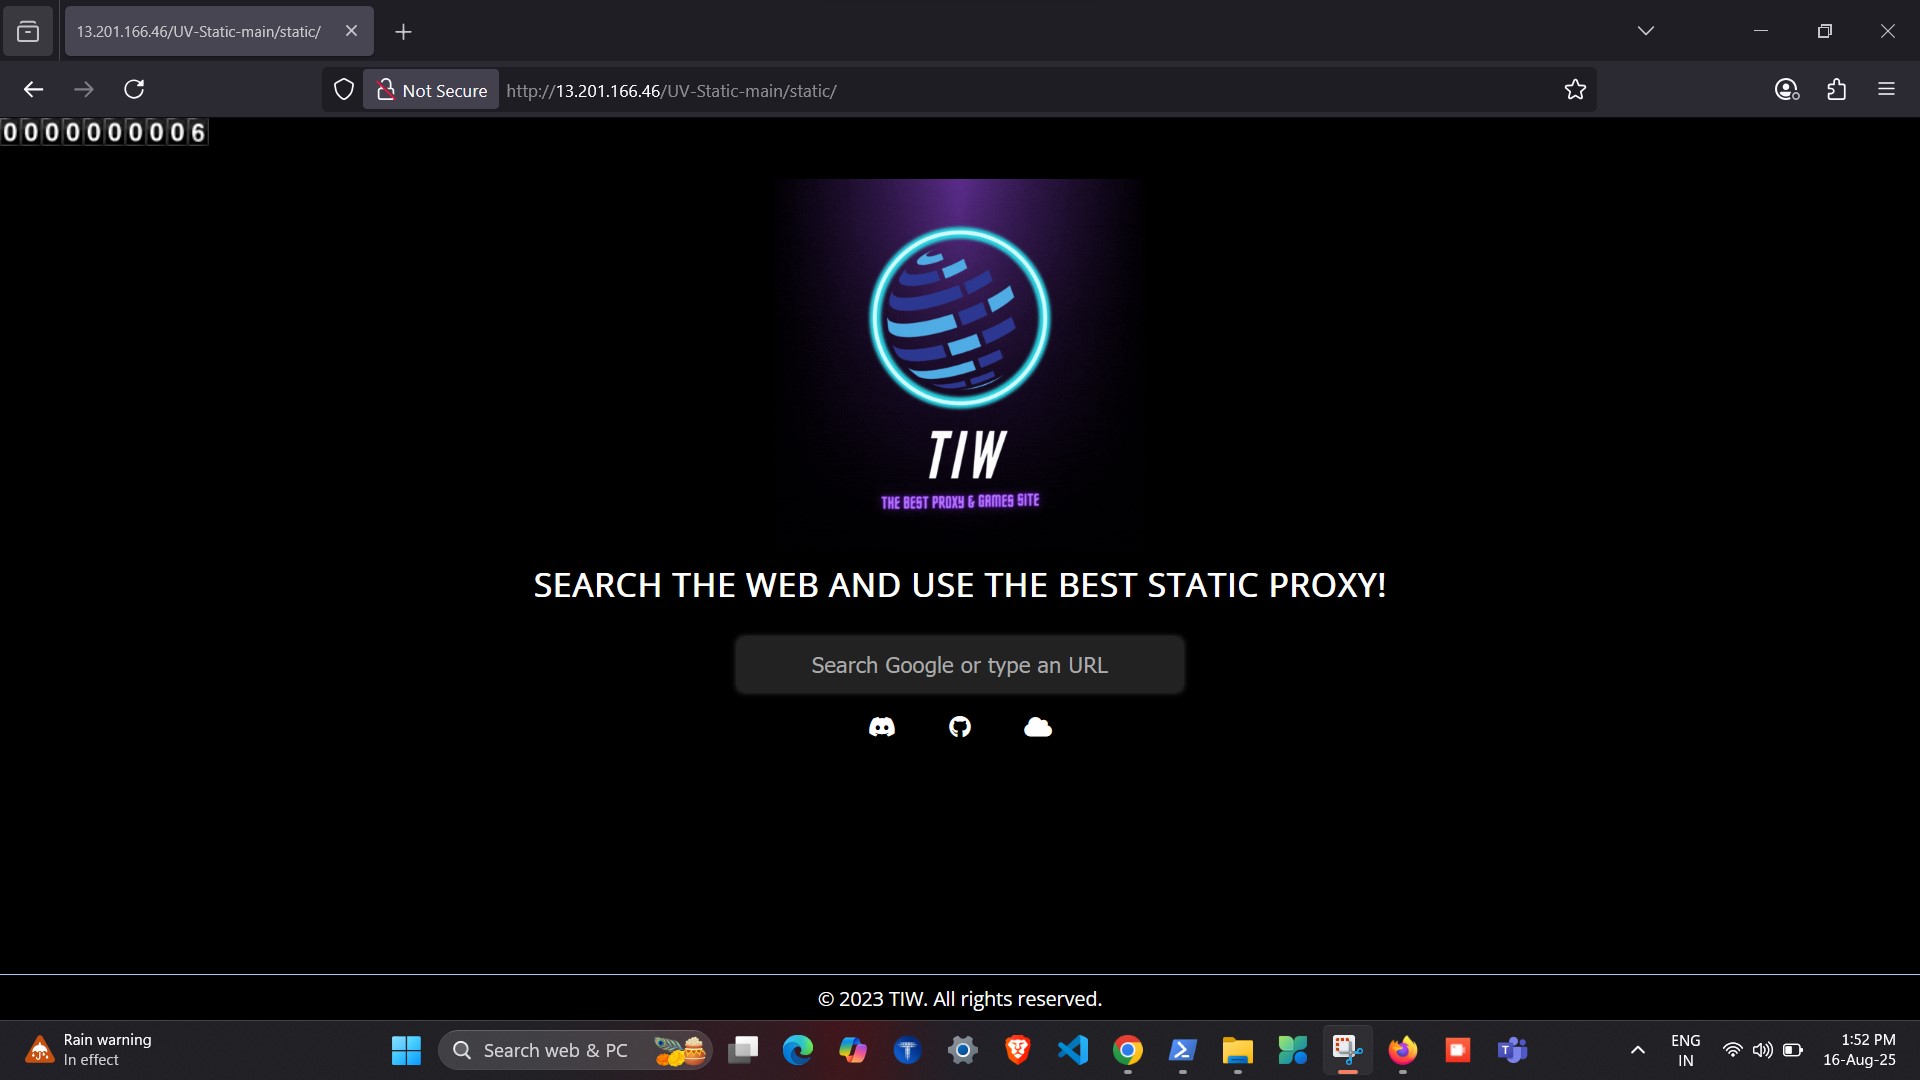 13.201.166.46/UV-Static-main/static/
Not Secure
http://13.201.166.46/UV-Static-main/static/
0000000006
TIW
THE BEST PROXY & GAMES SITE
SEARCH THE WEB AND USE THE BEST STATIC PROXY!
Search Google or type an URL
© 2023 TIW. All rights reserved.
Rain warning
In effect
Search web & PC
ENG
IN
1:52 PM
16-Aug-25